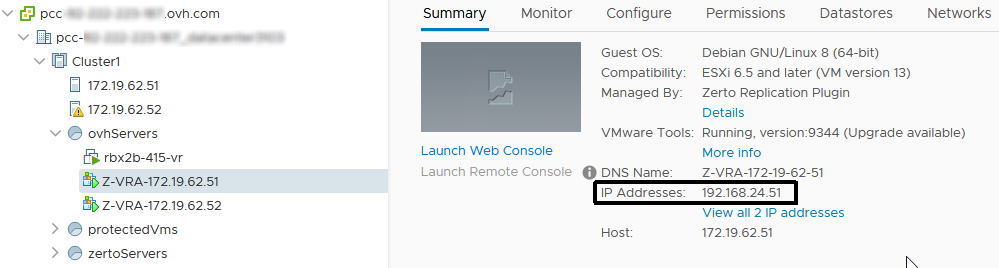 pcc-
.ovh.com
pcc-
Cluster1
172.19.62.51
172.19.62.52
ovhServers
rbx2b-415-vr
Z-VRA-172.19.62.51
Z-VRA-172.19.62.52
protectedVms
zertoServers
Summary Monitor Configure Permissions Datastores Networks
Launch Web Console
Launch Remote Console
Guest OS: Debian GNU/Linux 8 (64-bit)
Compatibility: ESXi 6.5 and later (VM version 13)
Managed By: Zerto Replication Plugin
Details
VMware Tools: Running, version:9344 (Upgrade available)
More info
DNS Name: Z-VRA-172-19-62-51
IP Addresses: 192.168.24.51
View all 2 IP addresses
Host: 172.19.62.51